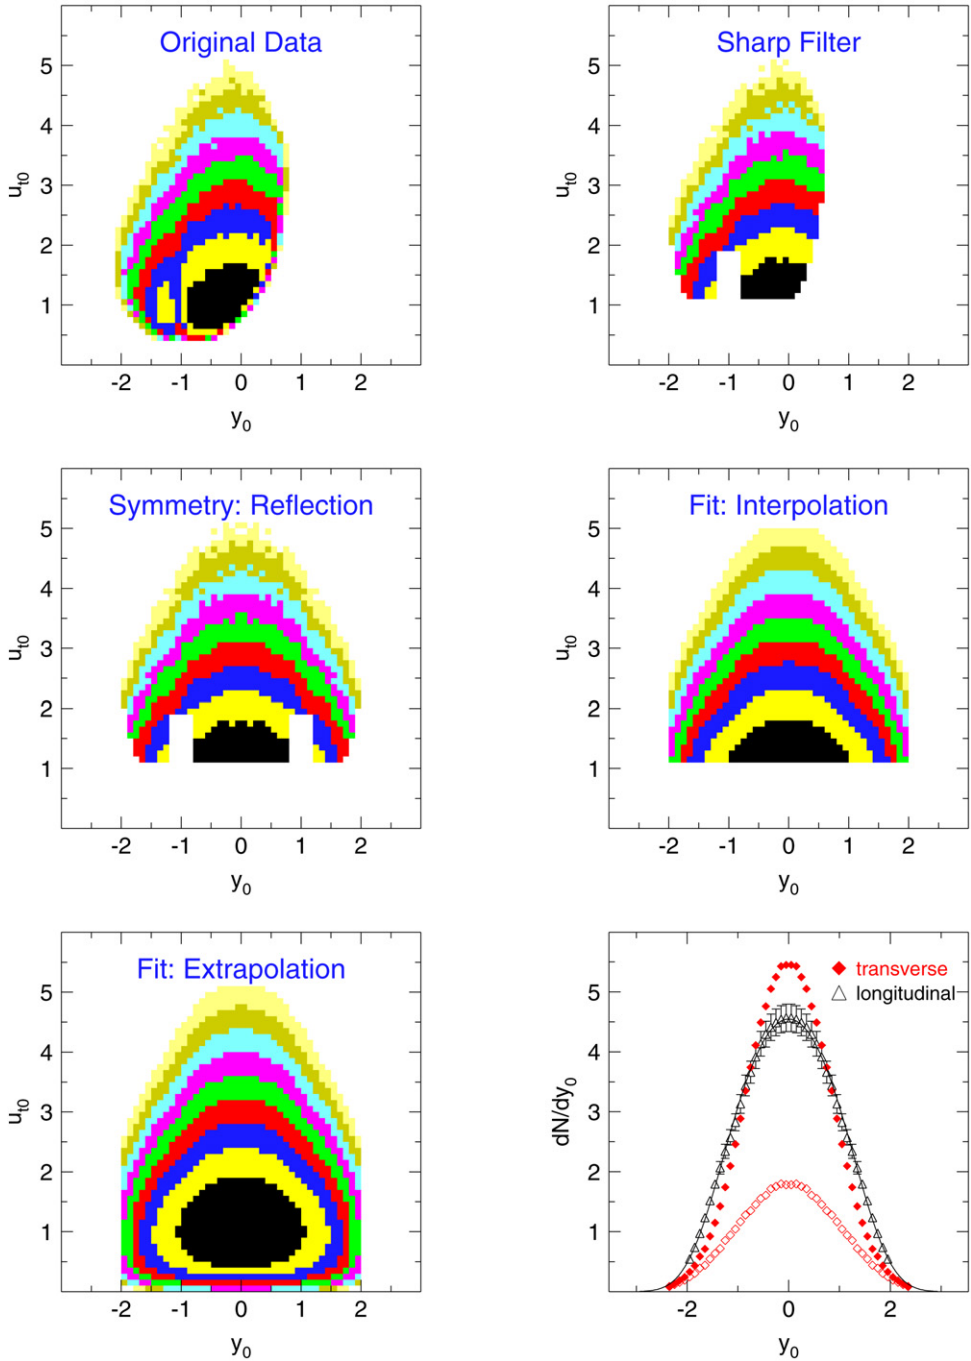 Original Data
5
4
3
2
1
u_t0
-2 -1 0 1 2
y_0
Sharp Filter
5
4
3
2
1
u_t0
-2 -1 0 1 2
y_0
Symmetry: Reflection
5
4
3
2
1
u_t0
-2 -1 0 1 2
y_0
Fit: Interpolation
5
4
3
2
1
u_t0
-2 -1 0 1 2
y_0
Fit: Extrapolation
5
4
3
2
1
u_t0
-2 -1 0 1 2
y_0
transverse
longitudinal
5
4
3
2
1
dN/dy_0
-2 0 2
y_0